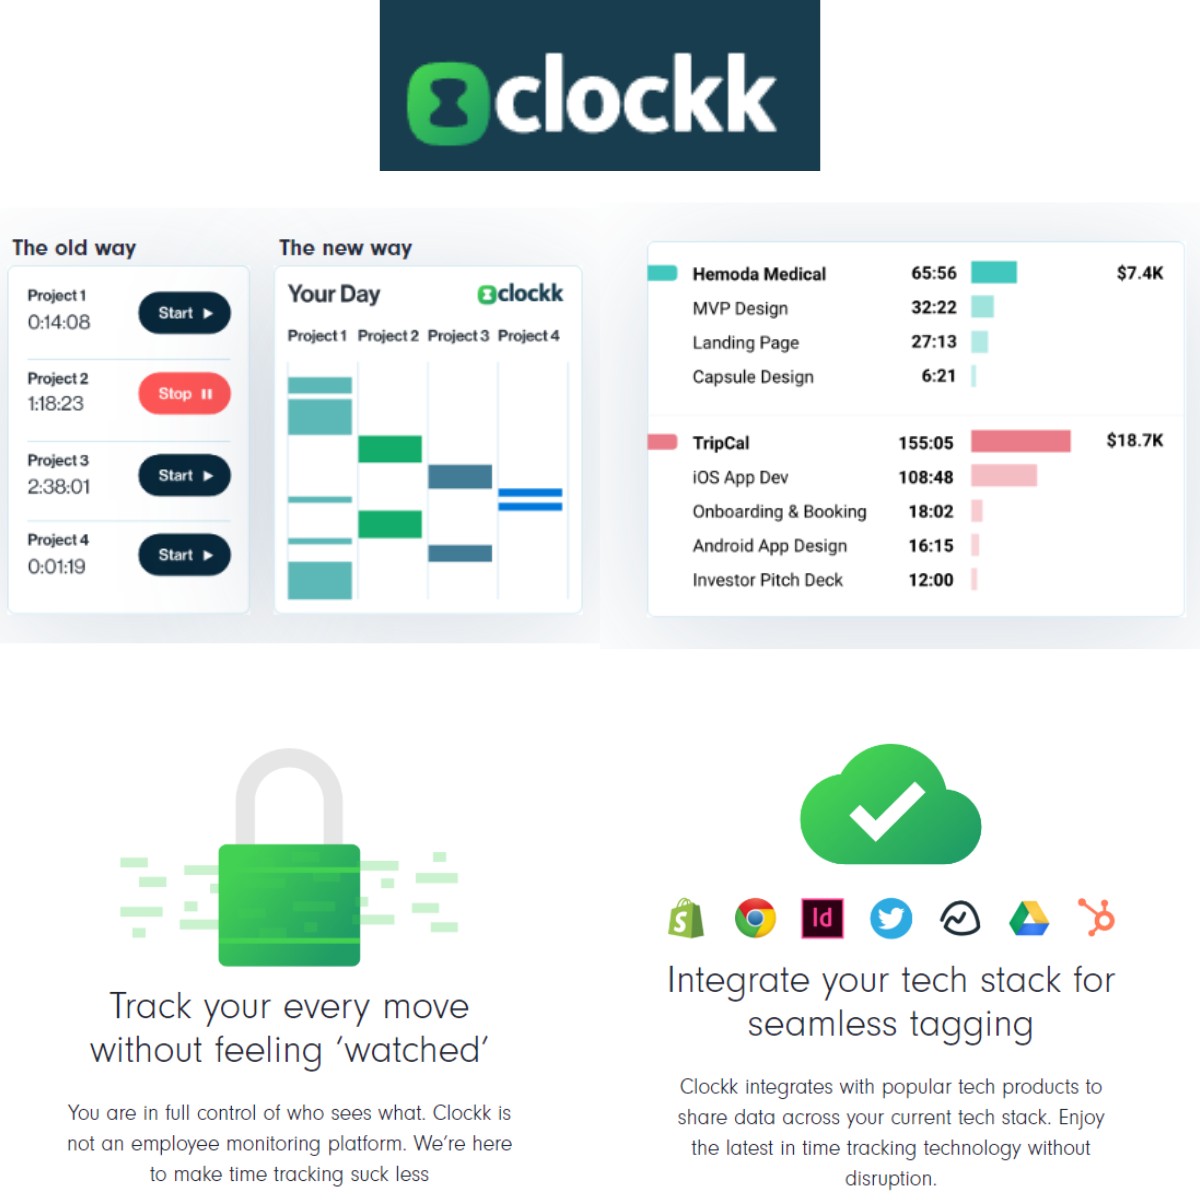 clockk
The old way
Project 1
0:14:08
Start
Project 2
1:18:23
Stop
Project 3
2:38:01
Start
Project 4
0:01:19
Start
The new way
Your Day
clockk
Project 1 Project 2 Project 3 Project 4
Hemoda Medical 65:56 $7.4K
MVP Design 32:22
Landing Page 27:13
Capsule Design 6:21
TripCal 155:05 $18.7K
iOS App Dev 108:48
Onboarding & Booking 18:02
Android App Design 16:15
Investor Pitch Deck 12:00
Track your every move
without feeling ‘watched’
You are in full control of who sees what. Clockk is
not an employee monitoring platform. We’re here
to make time tracking suck less
Id
Integrate your tech stack for
seamless tagging
Clockk integrates with popular tech products to
share data across your current tech stack. Enjoy
the latest in time tracking technology without
disruption.